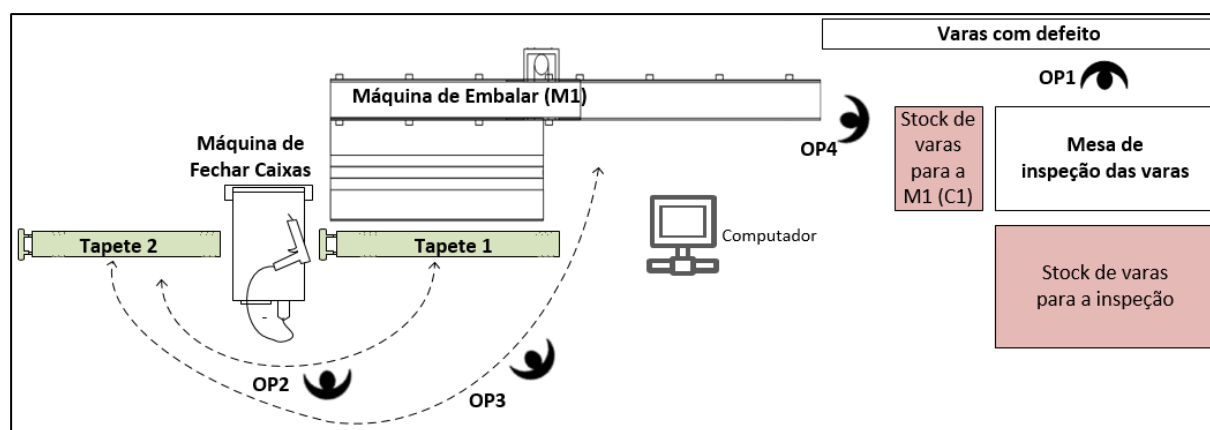 Varas com defeito
OP1
Máquina de Embalar (M1)
OP4
Stock de
varas
para a
M1 (C1)
Mesa de
inspeção das varas
Máquina de
Fechar Caixas
Tapete 2
Tapete 1
Computador
Stock de varas
para a inspeção
OP2
OP3